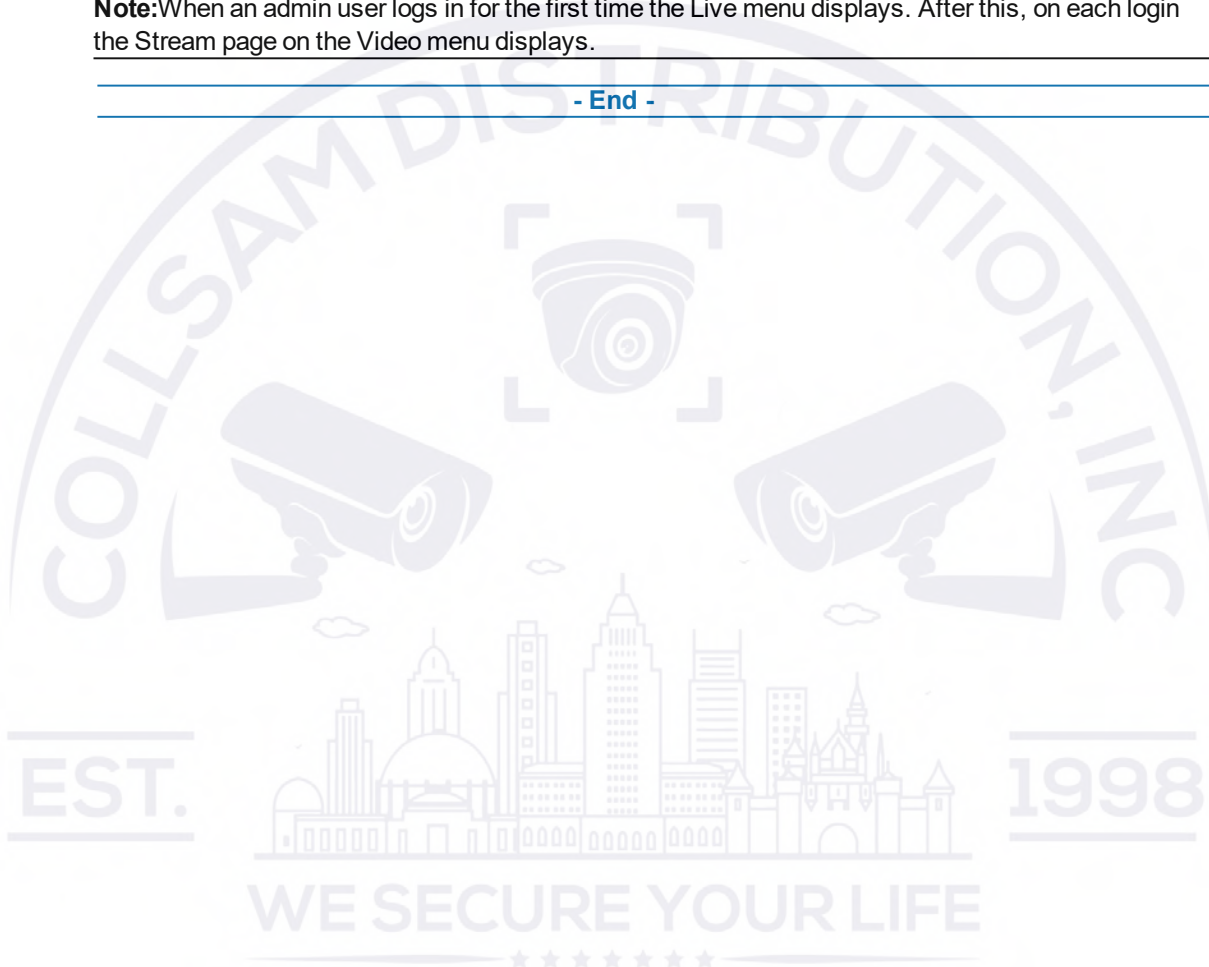 Note:When an admin user logs in for the first time the Live menu displays. After this, on each login
the Stream page on the Video menu displays.
- End -
COLLSAM DISTRIBUTION, INC
EST.
1998
WE SECURE YOUR LIFE